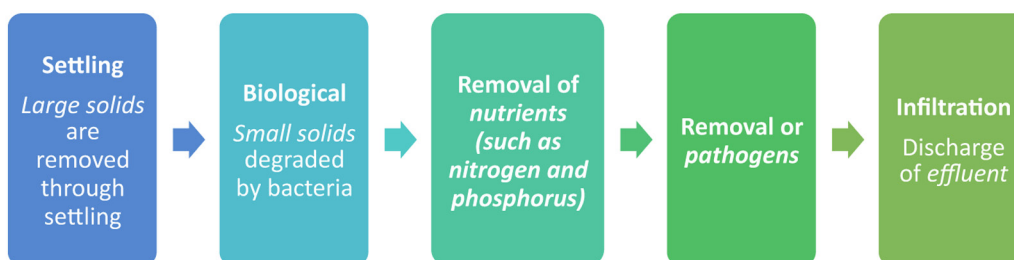 Settling
Large solids
are
removed
through
settling
Biological
Small solids
degraded
by bacteria
Removal of
nutrients
(such as
nitrogen and
phosphorus)
Removal or
pathogens
Infiltration
Discharge
of effluent